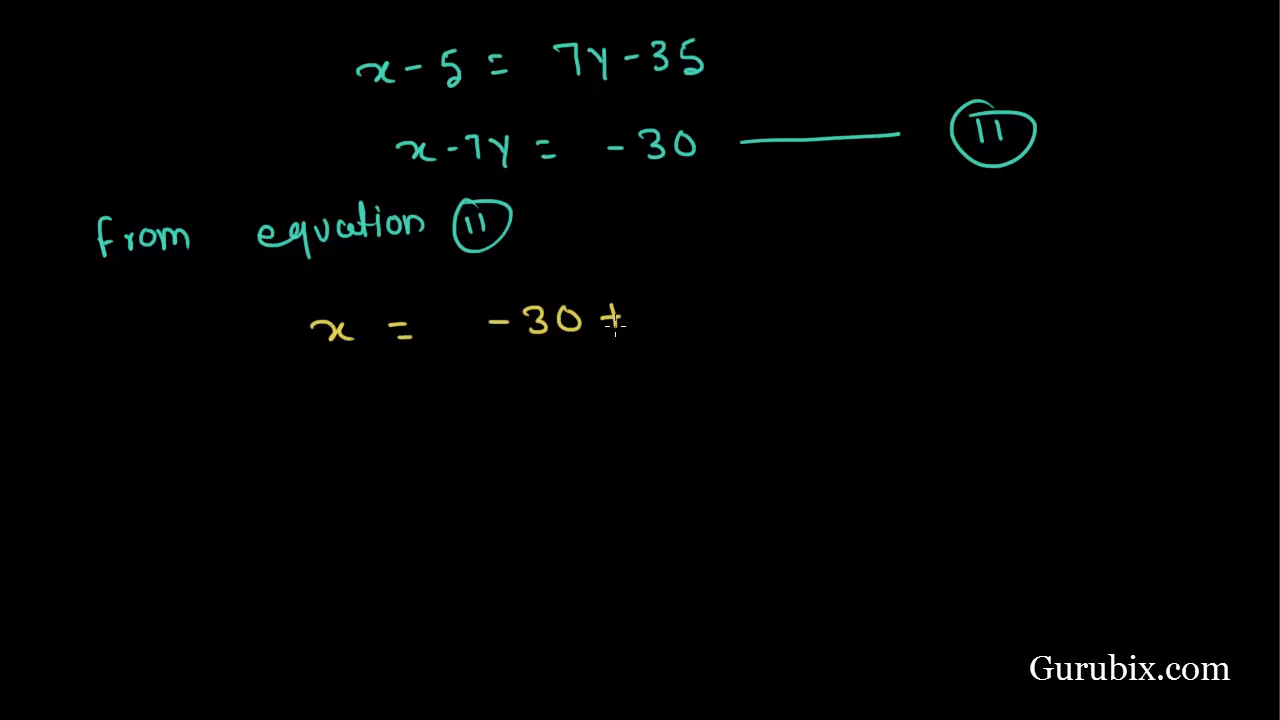 x - 5 = 7y - 35
x - 7y = -30 ——— (II)
From equation (II)
x = -30 +
Gurubix.com